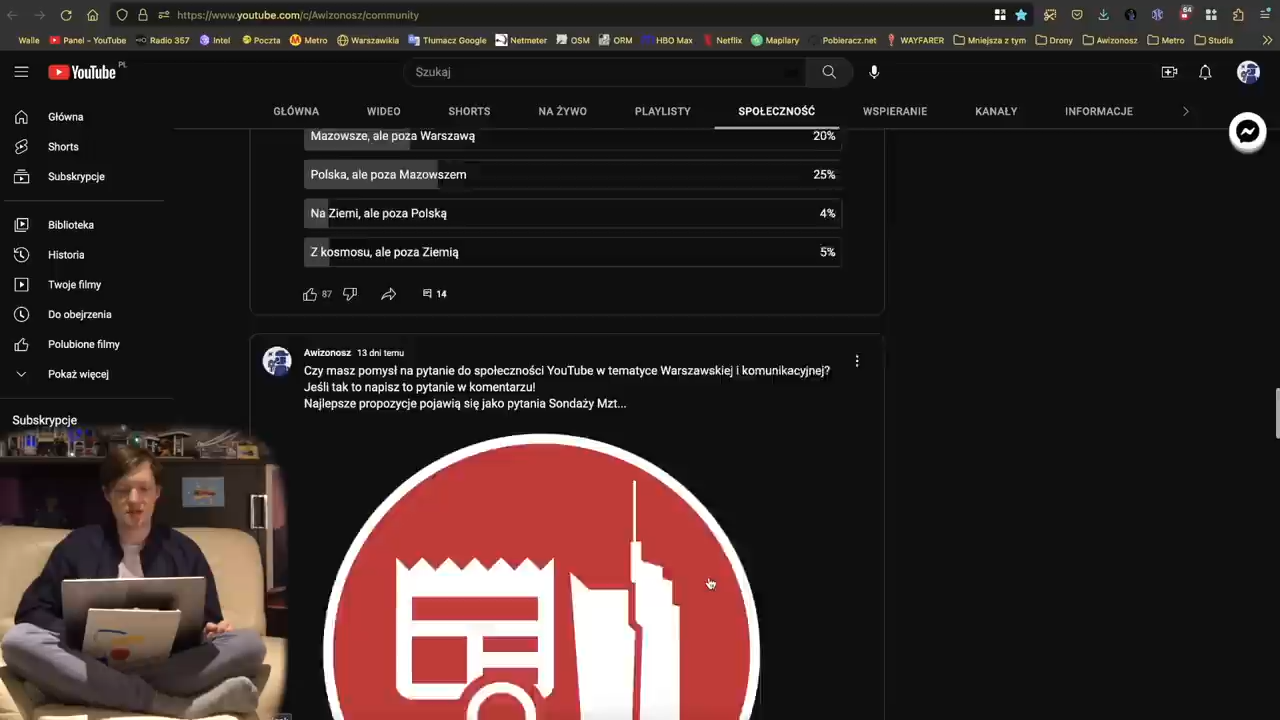 https://www.youtube.com/c/Awizonosz/community
64
Walle
Panel – YouTube
Radio 357
Intel
Poczta
Metro
Warszawikia
Tłumacz Google
Netmeter
OSM
ORM
HBO Max
Netflix
Mapillary
Pobieracz.net
WAYFARER
Mniejsza z tym
Drony
Awizonosz
Metro
Studia
YouTube PL
Szukaj
GŁÓWNA
WIDEO
SHORTS
NA ŻYWO
PLAYLISTY
SPOŁECZNOŚĆ
WSPIERANIE
KANAŁY
INFORMACJE
Główna
Shorts
Subskrypcje
Biblioteka
Historia
Twoje filmy
Do obejrzenia
Polubione filmy
Pokaż więcej
Subskrypcje
Mazowsze, ale poza Warszawą 20%
Polska, ale poza Mazowszem 25%
Na Ziemi, ale poza Polską 4%
Z kosmosu, ale poza Ziemią 5%
87
14
Awizonosz 13 dni temu
Czy masz pomysł na pytanie do społeczności YouTube w tematyce Warszawskiej i komunikacyjnej?
Jeśli tak to napisz to pytanie w komentarzu!
Najlepsze propozycje pojawią się jako pytania Sondaży Mzt...